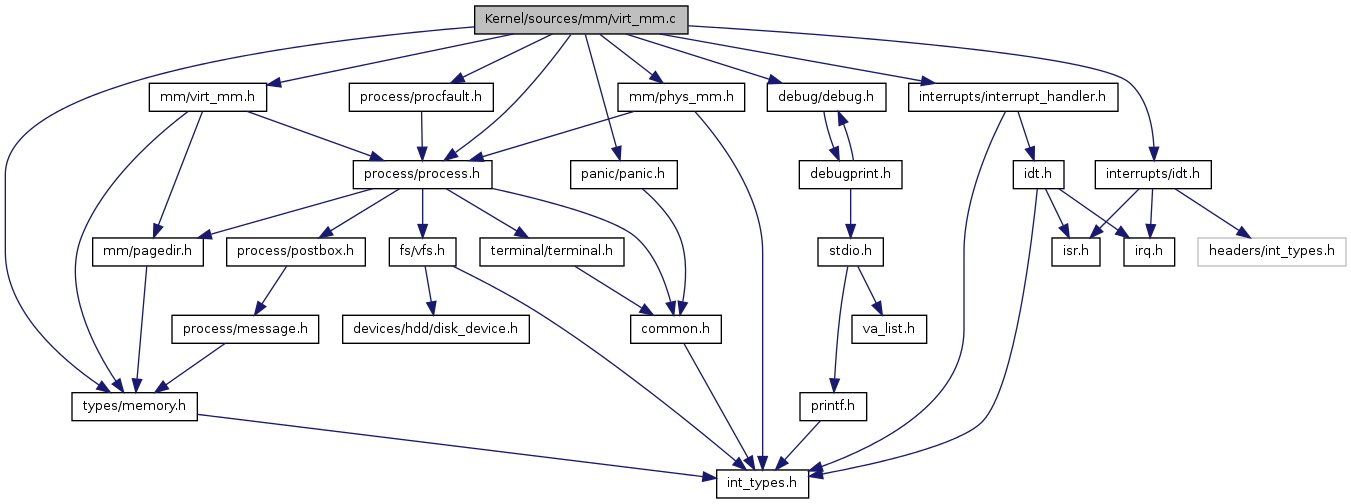 Kernel/sources/mm/virt_mm.c
mm/virt_mm.h
process/procfault.h
mm/phys_mm.h
debug/debug.h
interrupts/interrupt_handler.h
process/process.h
panic/panic.h
debugprint.h
idt.h
interrupts/idt.h
mm/pagedir.h
process/postbox.h
fs/vfs.h
terminal/terminal.h
stdio.h
isr.h
irq.h
headers/int_types.h
process/message.h
devices/hdd/disk_device.h
common.h
va_list.h
types/memory.h
printf.h
int_types.h